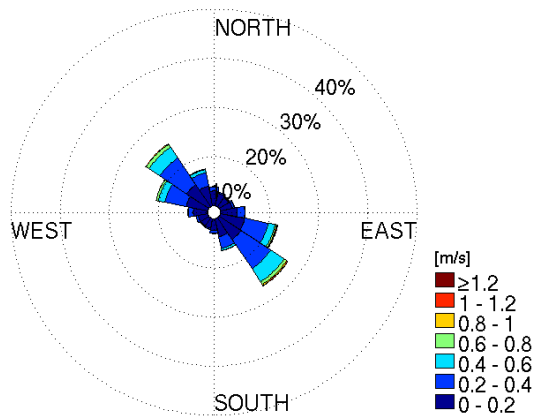 NORTH
40%
30%
20%
10%
WEST
EAST
SOUTH
[m/s]
≥1.2
1 - 1.2
0.8 - 1
0.6 - 0.8
0.4 - 0.6
0.2 - 0.4
0 - 0.2